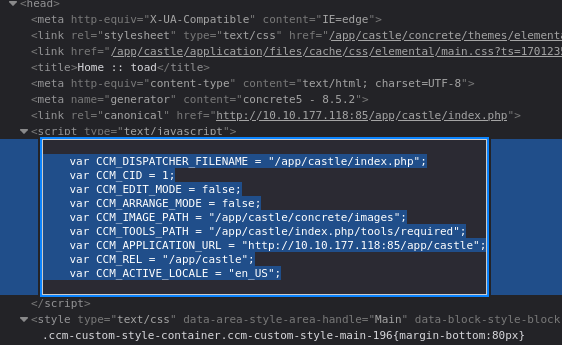 <head>
<meta http-equiv="X-UA-Compatible" content="IE=edge">
<link rel="stylesheet" type="text/css" href="/app/castle/concrete/themes/elementa
<link href="/app/castle/application/files/cache/css/elemental/main.css?ts=1701235
<title>Home :: toad</title>
<meta http-equiv="content-type" content="text/html; charset=UTF-8">
<meta name="generator" content="concrete5 - 8.5.2">
<link rel="canonical" href="http://10.10.177.118:85/app/castle/index.php">
<script type="text/javascript">
var CCM_DISPATCHER_FILENAME = "/app/castle/index.php";
var CCM_CID = 1;
var CCM_EDIT_MODE = false;
var CCM_ARRANGE_MODE = false;
var CCM_IMAGE_PATH = "/app/castle/concrete/images";
var CCM_TOOLS_PATH = "/app/castle/index.php/tools/required";
var CCM_APPLICATION_URL = "http://10.10.177.118:85/app/castle";
var CCM_REL = "/app/castle";
var CCM_ACTIVE_LOCALE = "en_US";
</script>
<style type="text/css" data-area-style-area-handle="Main" data-block-style-block
.ccm-custom-style-container.ccm-custom-style-main-196{margin-bottom:80px}